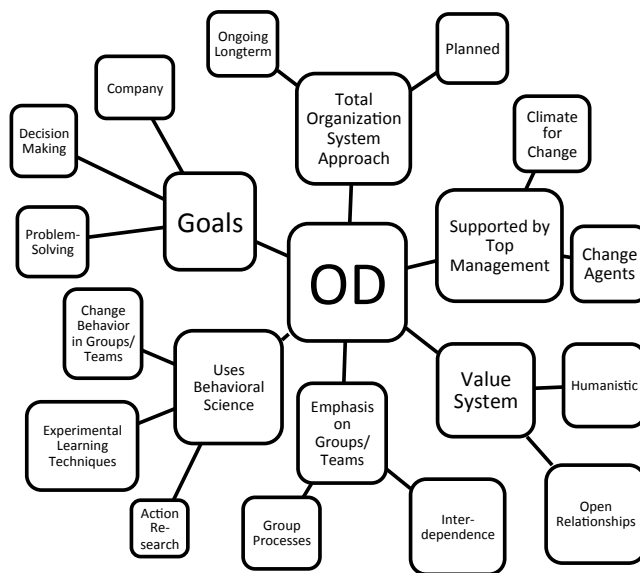 Ongoing
Longterm
Planned
Total
Organization
System
Approach
Company
Climate
for
Change
Decision
Making
Goals
Supported by
Top
Management
Problem-
Solving
Change
Agents
OD
Change
Behavior
in Groups/
Teams
Uses
Behavioral
Science
Value
System
Humanistic
Emphasis
on
Groups/
Teams
Experimental
Learning
Techniques
Action
Re-
search
Group
Processes
Inter-
dependence
Open
Relationships